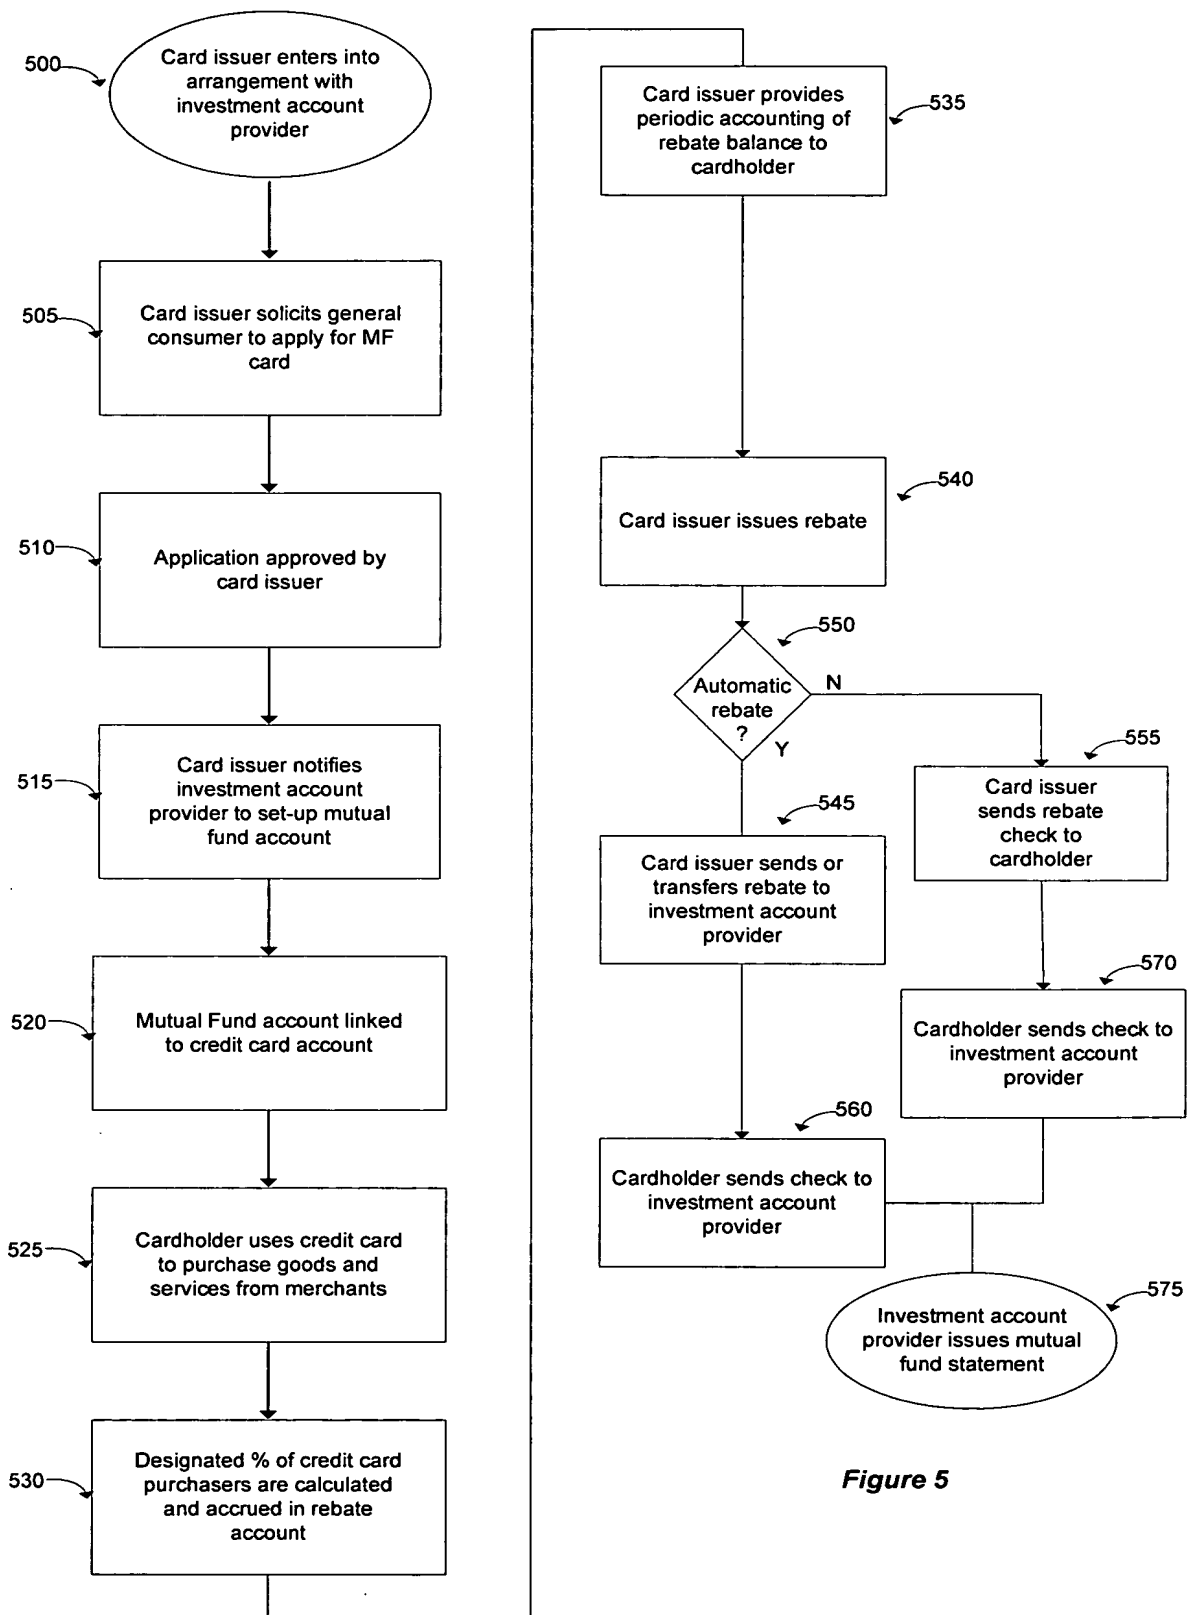 500
Card issuer enters into
arrangement with
investment account
provider
505
Card issuer solicits general
consumer to apply for MF
card
510
Application approved by
card issuer
515
Card issuer notifies
investment account
provider to set-up mutual
fund account
520
Mutual Fund account linked
to credit card account
525
Cardholder uses credit card
to purchase goods and
services from merchants
530
Designated % of credit card
purchasers are calculated
and accrued in rebate
account
535
Card issuer provides
periodic accounting of
rebate balance to
cardholder
540
Card issuer issues rebate
550
Automatic
rebate
?
N
Y
555
Card issuer
sends rebate
check to
cardholder
545
Card issuer sends or
transfers rebate to
investment account
provider
570
Cardholder sends check to
investment account
provider
560
Cardholder sends check to
investment account
provider
575
Investment account
provider issues mutual
fund statement
Figure 5